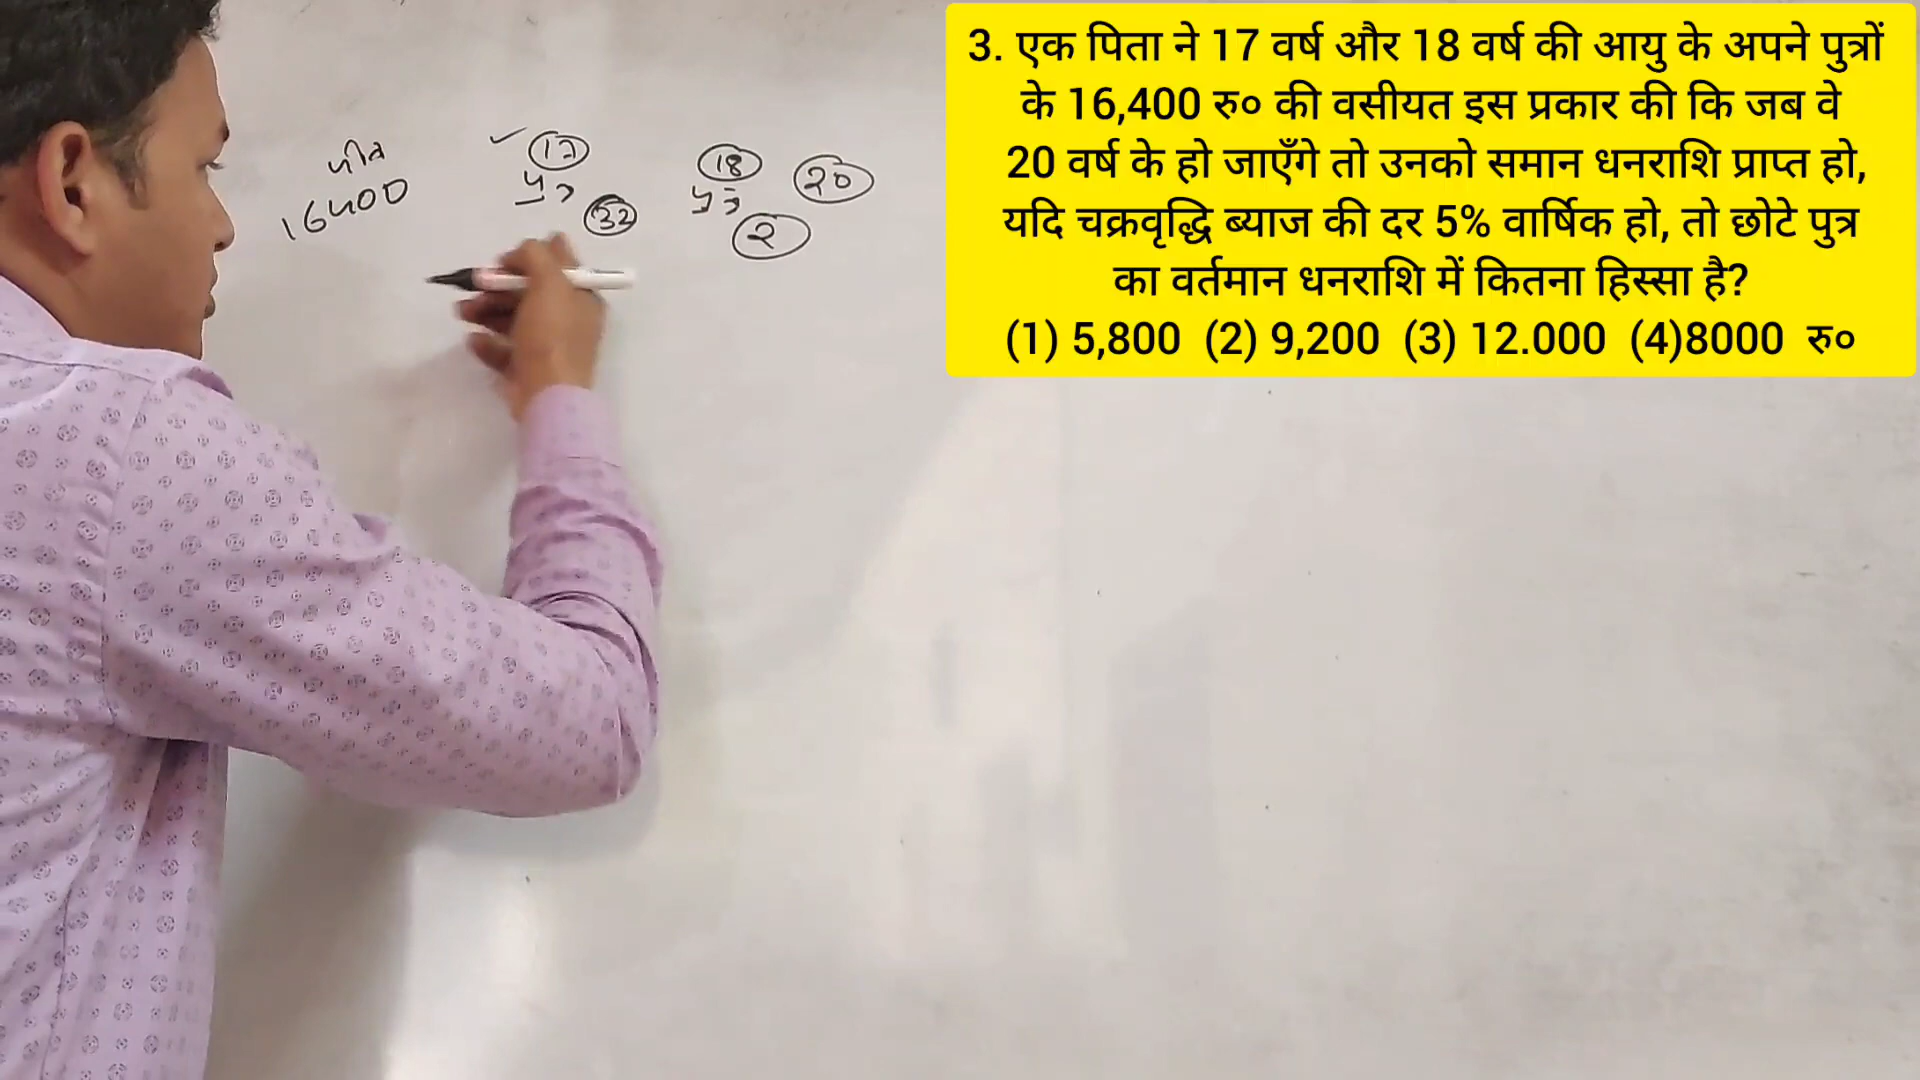 3. एक पिता ने 17 वर्ष और 18 वर्ष की आयु के अपने पुत्रों
के 16,400 रु० की वसीयत इस प्रकार की कि जब वे
20 वर्ष के हो जाएँगे तो उनको समान धनराशि प्राप्त हो,
यदि चक्रवृद्धि ब्याज की दर 5% वार्षिक हो, तो छोटे पुत्र
का वर्तमान धनराशि में कितना हिस्सा है?
(1) 5,800 (2) 9,200 (3) 12.000 (4)8000 रु०
17 18 20
16400 पुत्र पुत्र
2